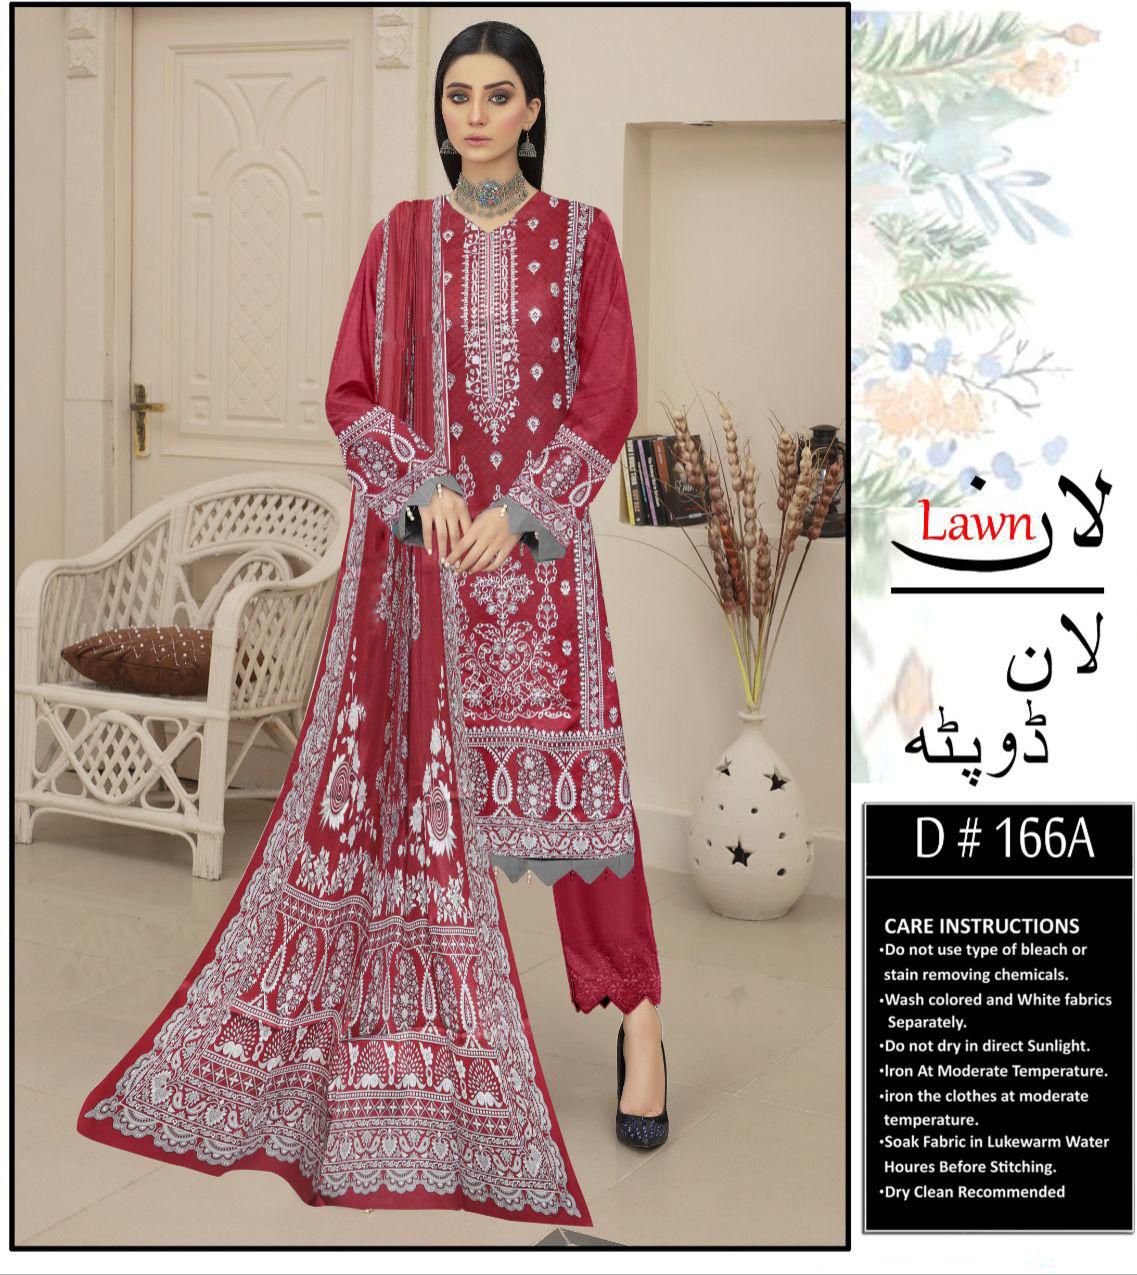 لان
Lawn
لان
ڈوپٹہ
D # 166A
CARE INSTRUCTIONS
•Do not use type of bleach or
stain removing chemicals.
•Wash colored and White fabrics
Separately.
•Do not dry in direct Sunlight.
•Iron At Moderate Temperature.
•iron the clothes at moderate
temperature.
•Soak Fabric in Lukewarm Water
Houres Before Stitching.
•Dry Clean Recommended